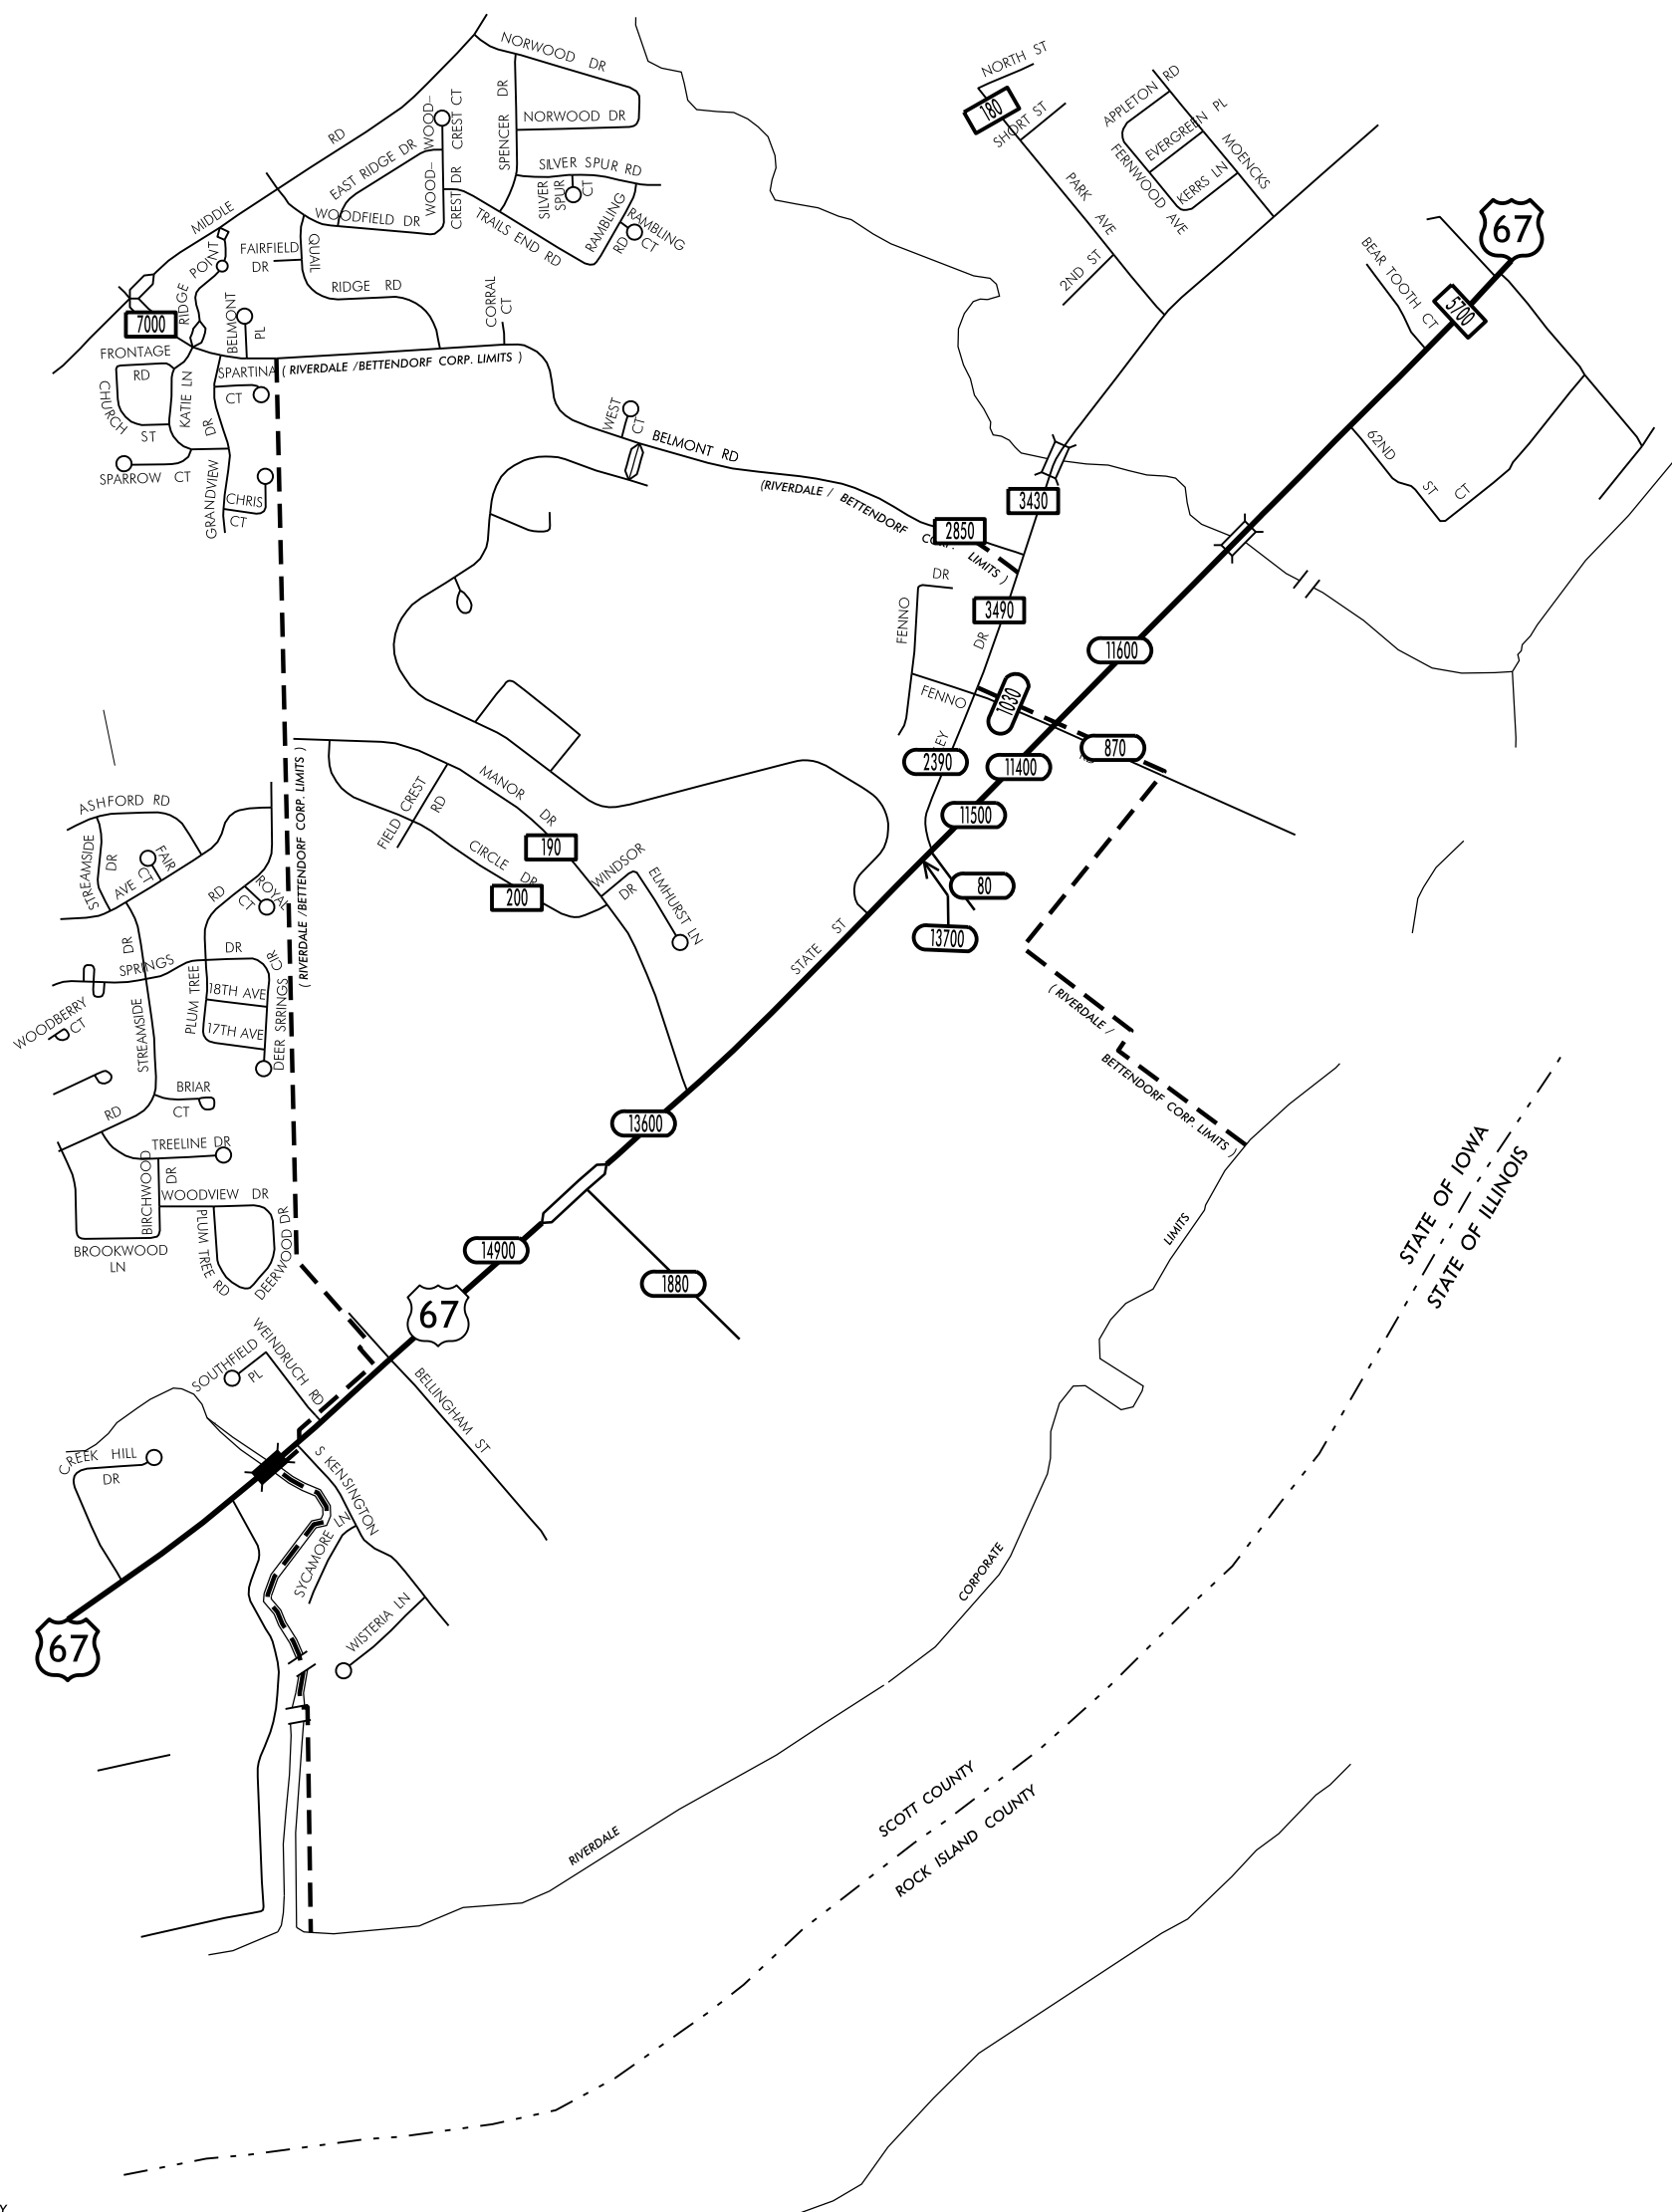 NORWOOD DR
NORTH ST
180
SHORT ST
APPLETON RD
EVERGREEN PL
MOENCKS
KERRS LN
FERNWOOD AVE
PARK AVE
2ND ST
RD
WOOD–
CREST CT
SPENCER DR
NORWOOD DR
EAST RIDGE DR
SILVER SPUR RD
SILVER
SPUR
CT
WOOD–
CREST DR
WOODFIELD DR
TRAILS END RD
RAMBLING
RD
RAMBLING
CT
67
MIDDLE
POINT
RIDGE
FAIRFIELD
DR
QUAIL
RIDGE RD
CORRAL
CT
BEAR TOOTH CT
5700
7000
BELMONT
PL
FRONTAGE
RD
CHURCH
ST
KATIE LN
SPARTINA
CT
( RIVERDALE /BETTENDORF CORP. LIMITS )
DR
GRANDVIEW
SPARROW CT
CHRIS
CT
WEST
CT
BELMONT RD
(RIVERDALE / BETTENDORF CORP. LIMITS )
2850
3430
62ND ST CT
DR
FENNO
3490
DR
11600
FENNO
1030
EY
870
2390
11400
11500
80
13700
( RIVERDALE /BETTENDORF CORP. LIMITS )
MANOR DR
FIELD CREST
RD
190
CIRCLE DR
200
WINDSOR
DR
ELMHURST LN
STATE ST
ASHFORD RD
STREAMSIDE
DR
FAIR
CT
AVE
RD
ROYAL
CT
DR
SPRINGS
DR
CIR
DEER SRRINGS
PLUM TREE
18TH AVE
17TH AVE
WOODBERRY
CT
STREAMSIDE
BRIAR
CT
RD
TREELINE DR
BIRCHWOOD
DR
WOODVIEW DR
PLUM TREE RD
DEERWOOD DR
BROOKWOOD
LN
( RIVERDALE /
BETTENDORF CORP. LIMITS )
13600
14900
1880
67
STATE OF IOWA
STATE OF ILLINOIS
LIMITS
SOUTHFIELD
PL
WEINDRUCH RD
BELLINGHAM ST
CREEK HILL
DR
S KENSINGTON
SYCAMORE LN
WISTERIA LN
67
CORPORATE
RIVERDALE
SCOTT COUNTY
ROCK ISLAND COUNTY
Y